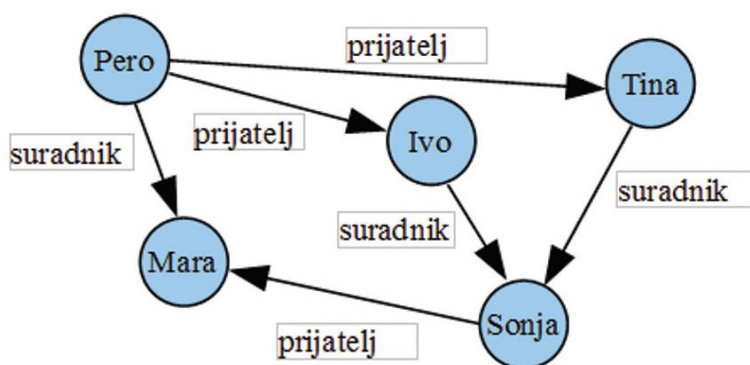 prijatelj
Pero
Tina
prijatelj
Ivo
suradnik
suradnik
suradnik
Mara
Sonja
prijatelj